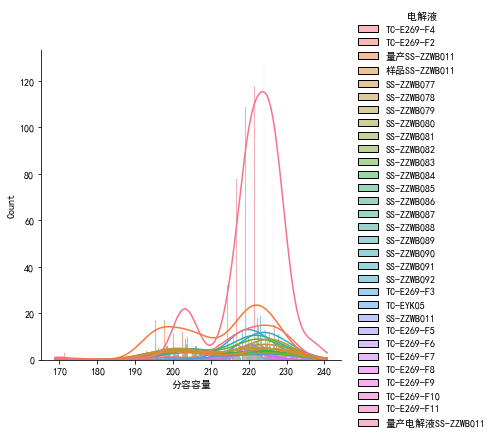 电解液
TC-E269-F4
TC-E269-F2
量产SS-ZZWB011
样品SS-ZZWB011
SS-ZZWB077
SS-ZZWB078
SS-ZZWB079
SS-ZZWB080
SS-ZZWB081
SS-ZZWB082
SS-ZZWB083
SS-ZZWB084
SS-ZZWB085
SS-ZZWB086
SS-ZZWB087
SS-ZZWB088
SS-ZZWB089
SS-ZZWB090
SS-ZZWB091
SS-ZZWB092
TC-E269-F3
TC-EYKQ5
SS-ZZWB011
TC-E269-F5
TC-E269-F6
TC-E269-F7
TC-E269-F8
TC-E269-F9
TC-E269-F10
TC-E269-F11
量产电解液SS-ZZWB011
120
100
80
60
40
20
0
Count
170 180 190 200 210 220 230 240
分容容量